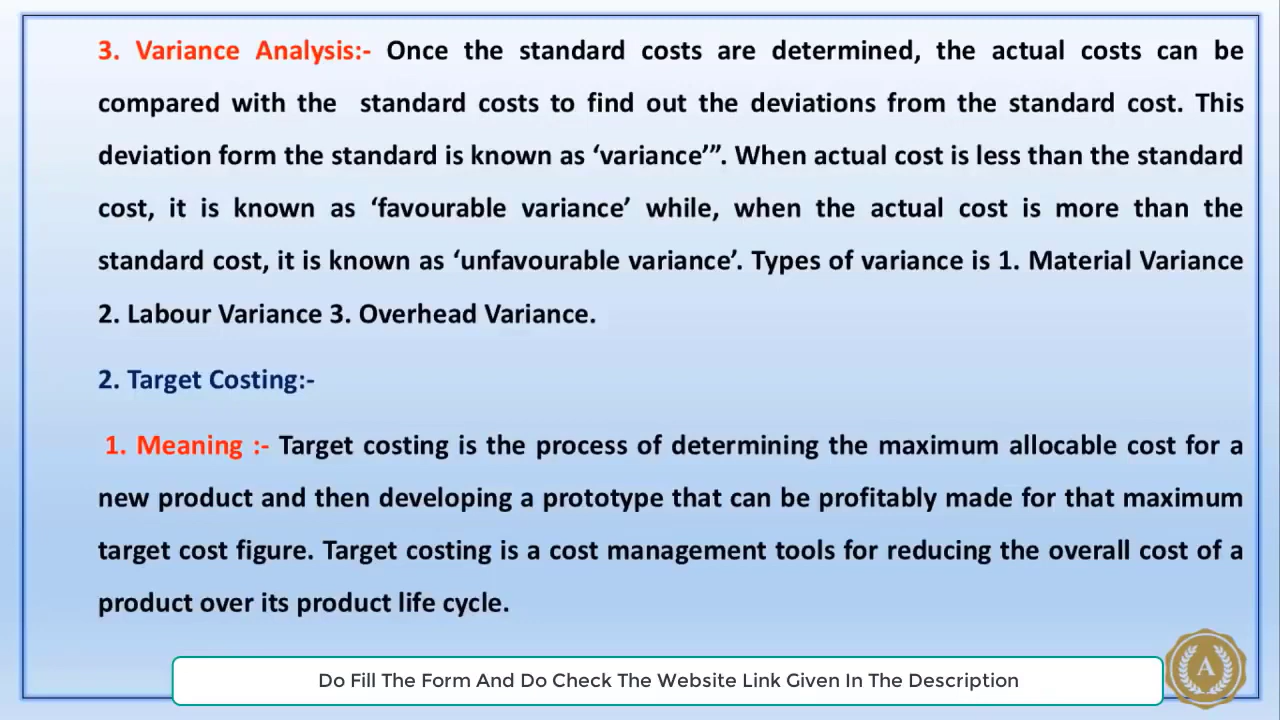 3. Variance Analysis:- Once the standard costs are determined, the actual costs can be
compared with the standard costs to find out the deviations from the standard cost. This
deviation form the standard is known as ‘variance’”. When actual cost is less than the standard
cost, it is known as ‘favourable variance’ while, when the actual cost is more than the
standard cost, it is known as ‘unfavourable variance’. Types of variance is 1. Material Variance
2. Labour Variance 3. Overhead Variance.
2. Target Costing:-
1. Meaning :- Target costing is the process of determining the maximum allocable cost for a
new product and then developing a prototype that can be profitably made for that maximum
target cost figure. Target costing is a cost management tools for reducing the overall cost of a
product over its product life cycle.
Do Fill The Form And Do Check The Website Link Given In The Description
A